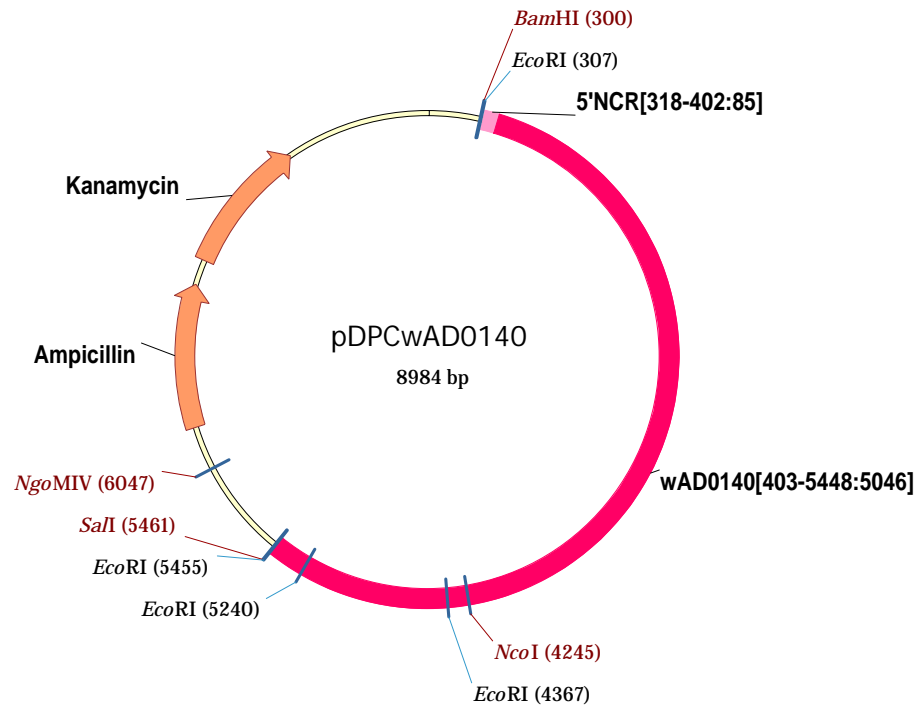 BamHI (300)
EcoRI (307)
5'NCR[318-402:85]
Kanamycin
pDPCwAD0140
8984 bp
Ampicillin
wAD0140[403-5448:5046]
NgoMIV (6047)
SalI (5461)
EcoRI (5455)
EcoRI (5240)
NcoI (4245)
EcoRI (4367)